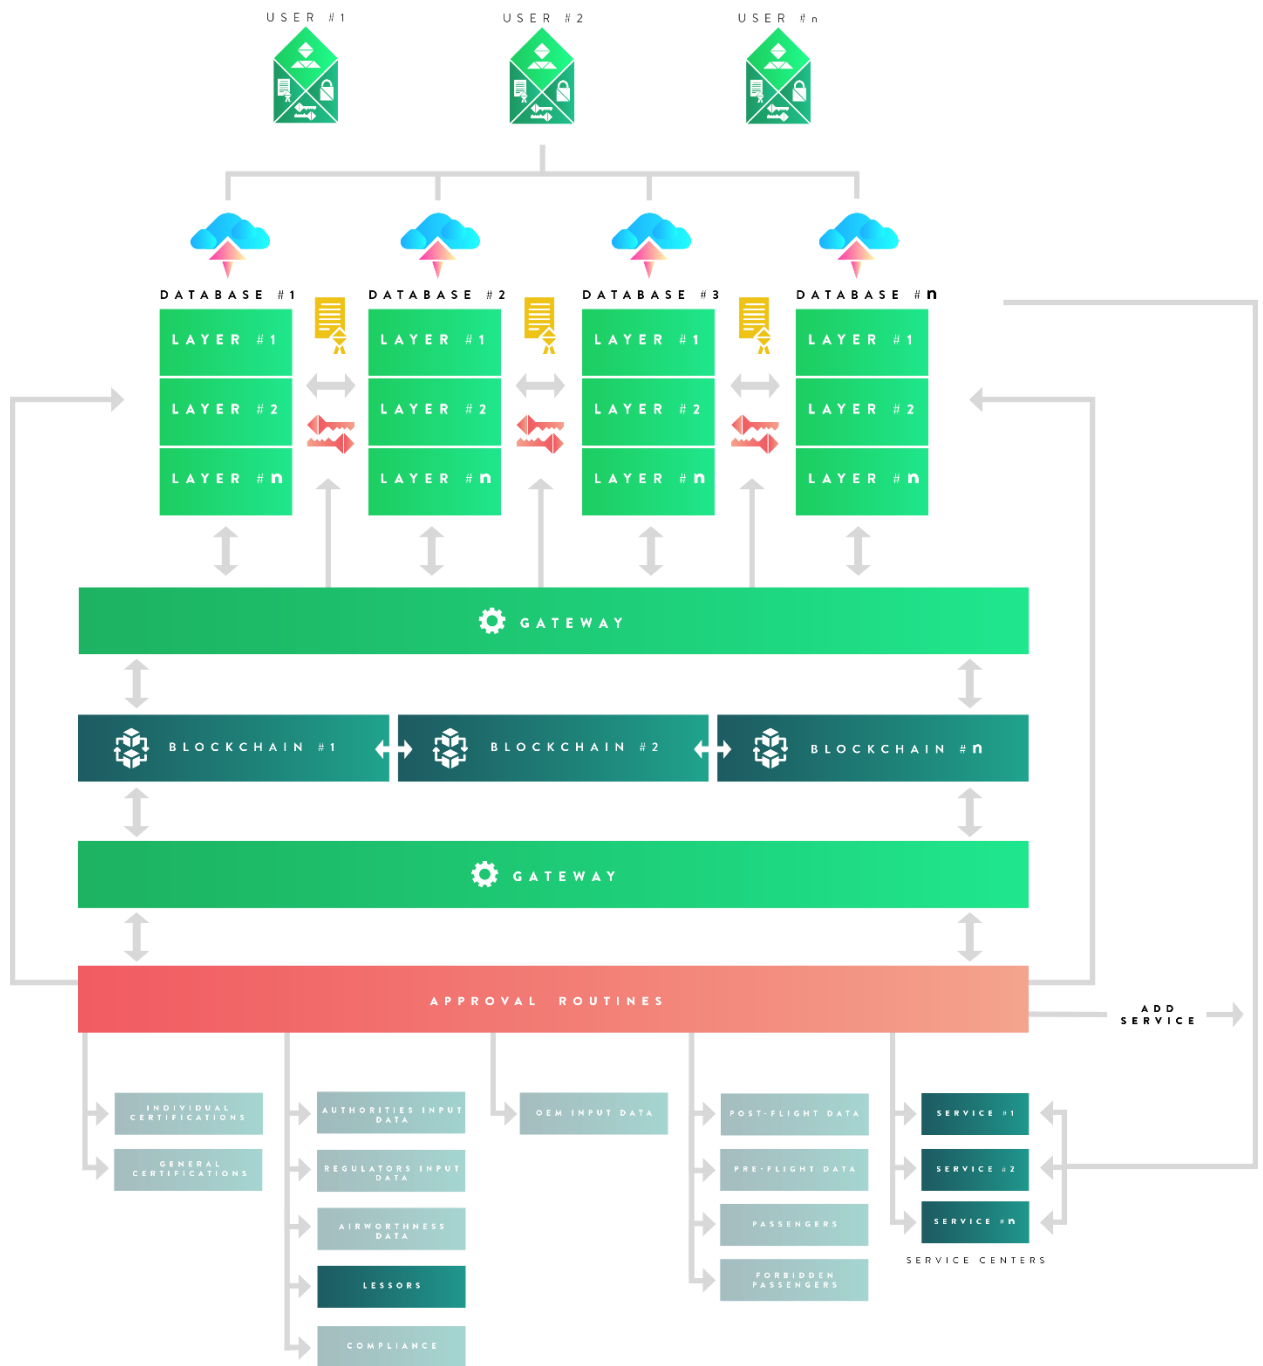 USER #1
USER #2
USER #n
DATABASE #1
DATABASE #2
DATABASE #3
DATABASE #n
LAYER #1
LAYER #1
LAYER #1
LAYER #1
LAYER #2
LAYER #2
LAYER #2
LAYER #2
LAYER #n
LAYER #n
LAYER #n
LAYER #n
GATEWAY
BLOCKCHAIN #1
BLOCKCHAIN #2
BLOCKCHAIN #n
GATEWAY
APPROVAL ROUTINES
ADD
SERVICE
INDIVIDUAL
CERTIFICATIONS
GENERAL
CERTIFICATIONS
AUTHORITIES INPUT
DATA
REGULATORS INPUT
DATA
AIRWORTHNESS
DATA
LESSORS
COMPLIANCE
OEM INPUT DATA
POST-FLIGHT DATA
PRE-FLIGHT DATA
PASSENGERS
FORBIDDEN
PASSENGERS
SERVICE #1
SERVICE #2
SERVICE #n
SERVICE CENTERS